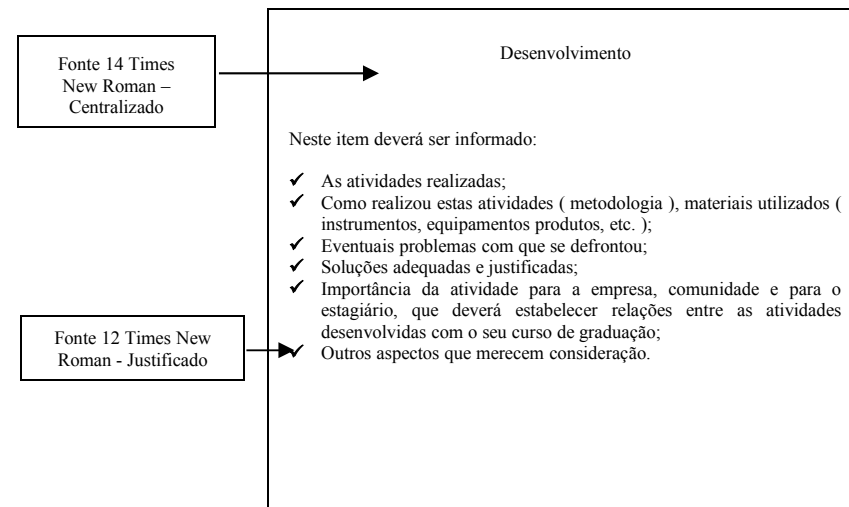 Fonte 14 Times
New Roman –
Centralizado
Desenvolvimento
Neste item deverá ser informado:
✓ As atividades realizadas;
✓ Como realizou estas atividades ( metodologia ), materiais utilizados (
instrumentos, equipamentos produtos, etc. );
✓ Eventuais problemas com que se defrontou;
✓ Soluções adequadas e justificadas;
✓ Importância da atividade para a empresa, comunidade e para o
estagiário, que deverá estabelecer relações entre as atividades
desenvolvidas com o seu curso de graduação;
✓ Outros aspectos que merecem consideração.
Fonte 12 Times New
Roman - Justificado